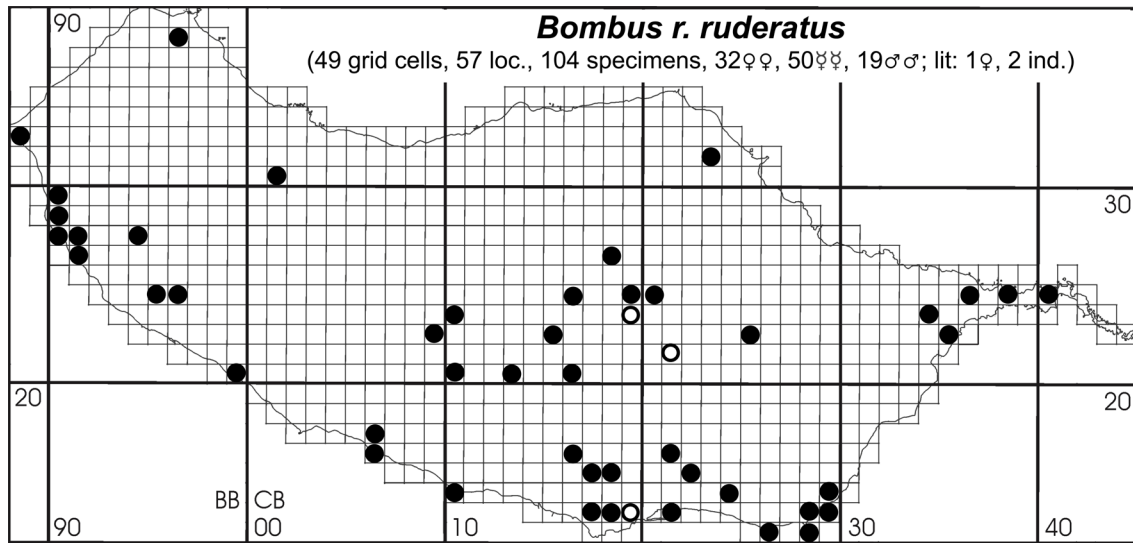 90
Bombus r. ruderatus
(49 grid cells, 57 loc., 104 specimens, 32♀♀, 50☿☿, 19♂♂; lit: 1♀, 2 ind.)
30
20
20
BB
CB
90
00
10
30
40